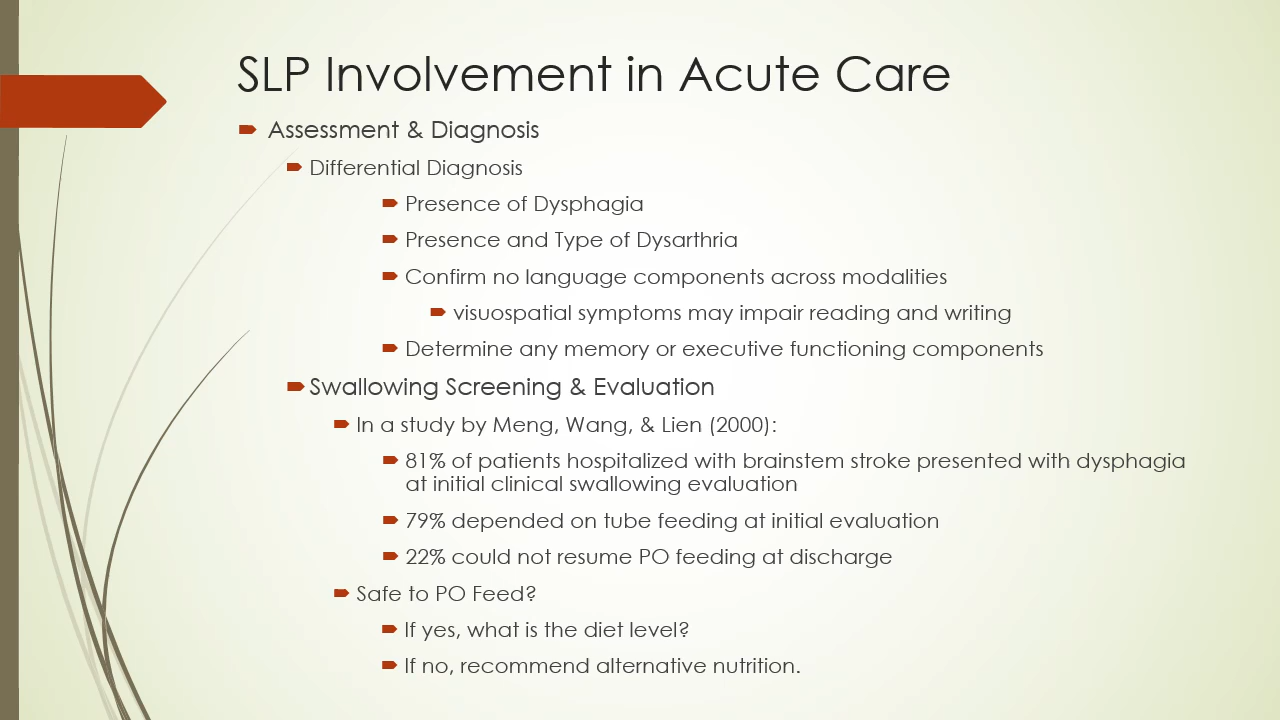 SLP Involvement in Acute Care
Assessment & Diagnosis
Differential Diagnosis
Presence of Dysphagia
Presence and Type of Dysarthria
Confirm no language components across modalities
visuospatial symptoms may impair reading and writing
Determine any memory or executive functioning components
Swallowing Screening & Evaluation
In a study by Meng, Wang, & Lien (2000):
81% of patients hospitalized with brainstem stroke presented with dysphagia
at initial clinical swallowing evaluation
79% depended on tube feeding at initial evaluation
22% could not resume PO feeding at discharge
Safe to PO Feed?
If yes, what is the diet level?
If no, recommend alternative nutrition.